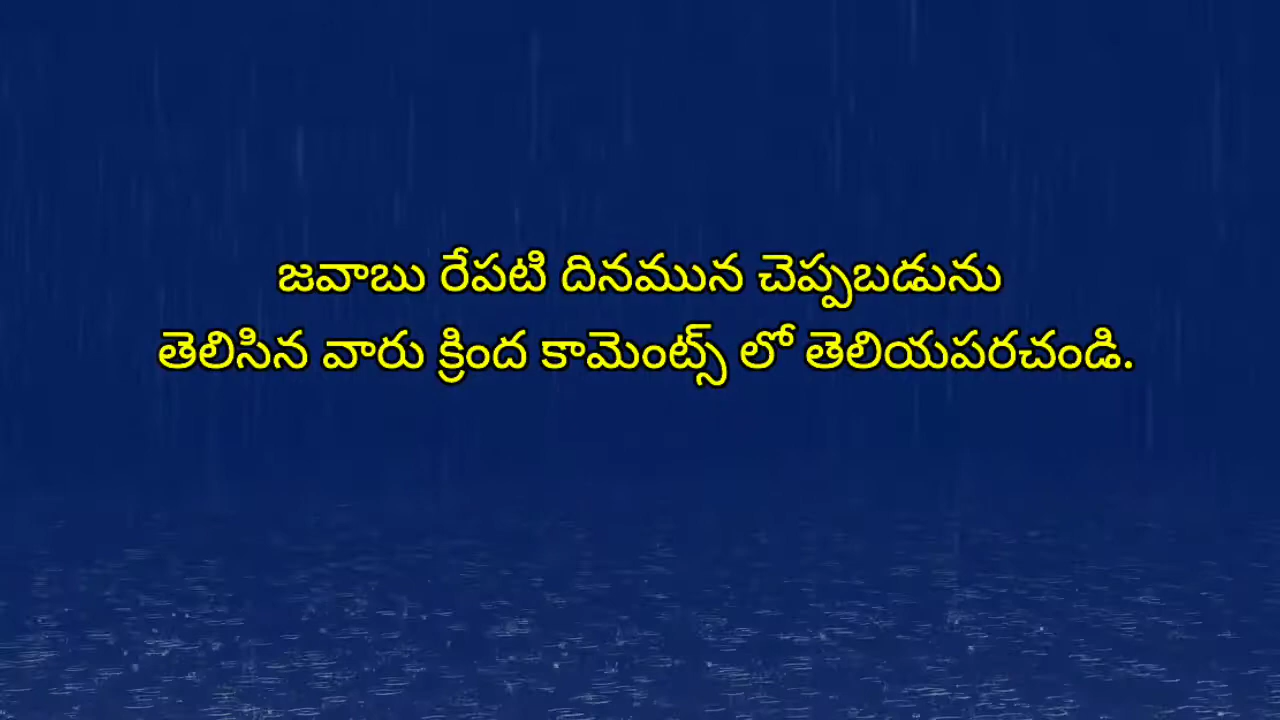 జవాబు రేపటి దినమున చెప్పబడును
తెలిసిన వారు క్రింద కామెంట్స్ లో తెలియపరచండి.